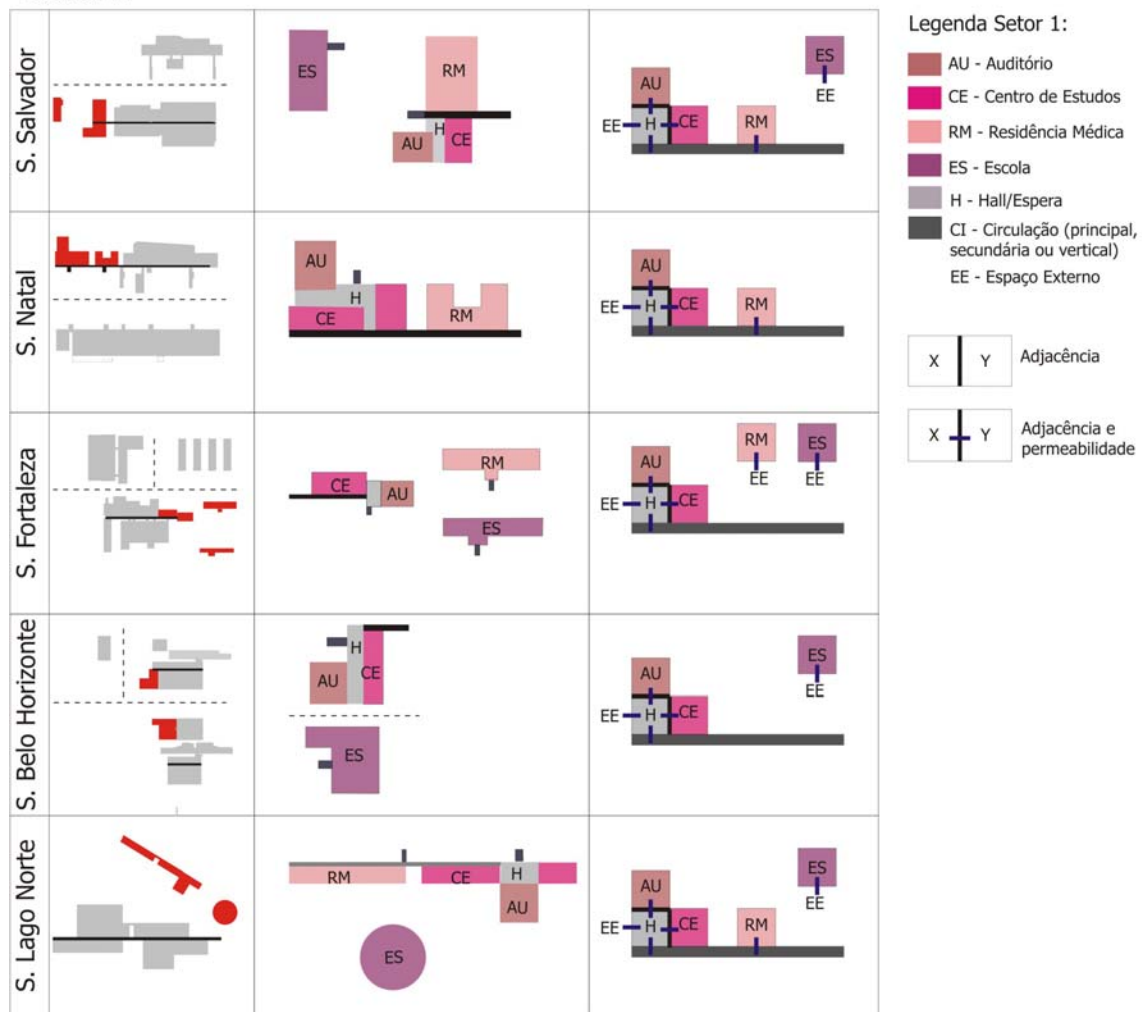 S. Salvador
ES
RM
H
AU
CE
ES
AU
EE
EE
H
CE
RM
S. Natal
AU
H
CE
RM
AU
EE
H
CE
RM
S. Fortaleza
CE
AU
RM
ES
RM
ES
AU
EE
EE
EE
H
CE
S. Belo Horizonte
H
AU
CE
ES
ES
AU
EE
EE
H
CE
S. Lago Norte
RM
CE
H
AU
ES
ES
AU
EE
EE
H
CE
RM
Legenda Setor 1:
AU - Auditório
CE - Centro de Estudos
RM - Residência Médica
ES - Escola
H - Hall/Espera
CI - Circulação (principal,
secundária ou vertical)
EE - Espaço Externo
X Y Adjacência
X Y Adjacência e
permeabilidade